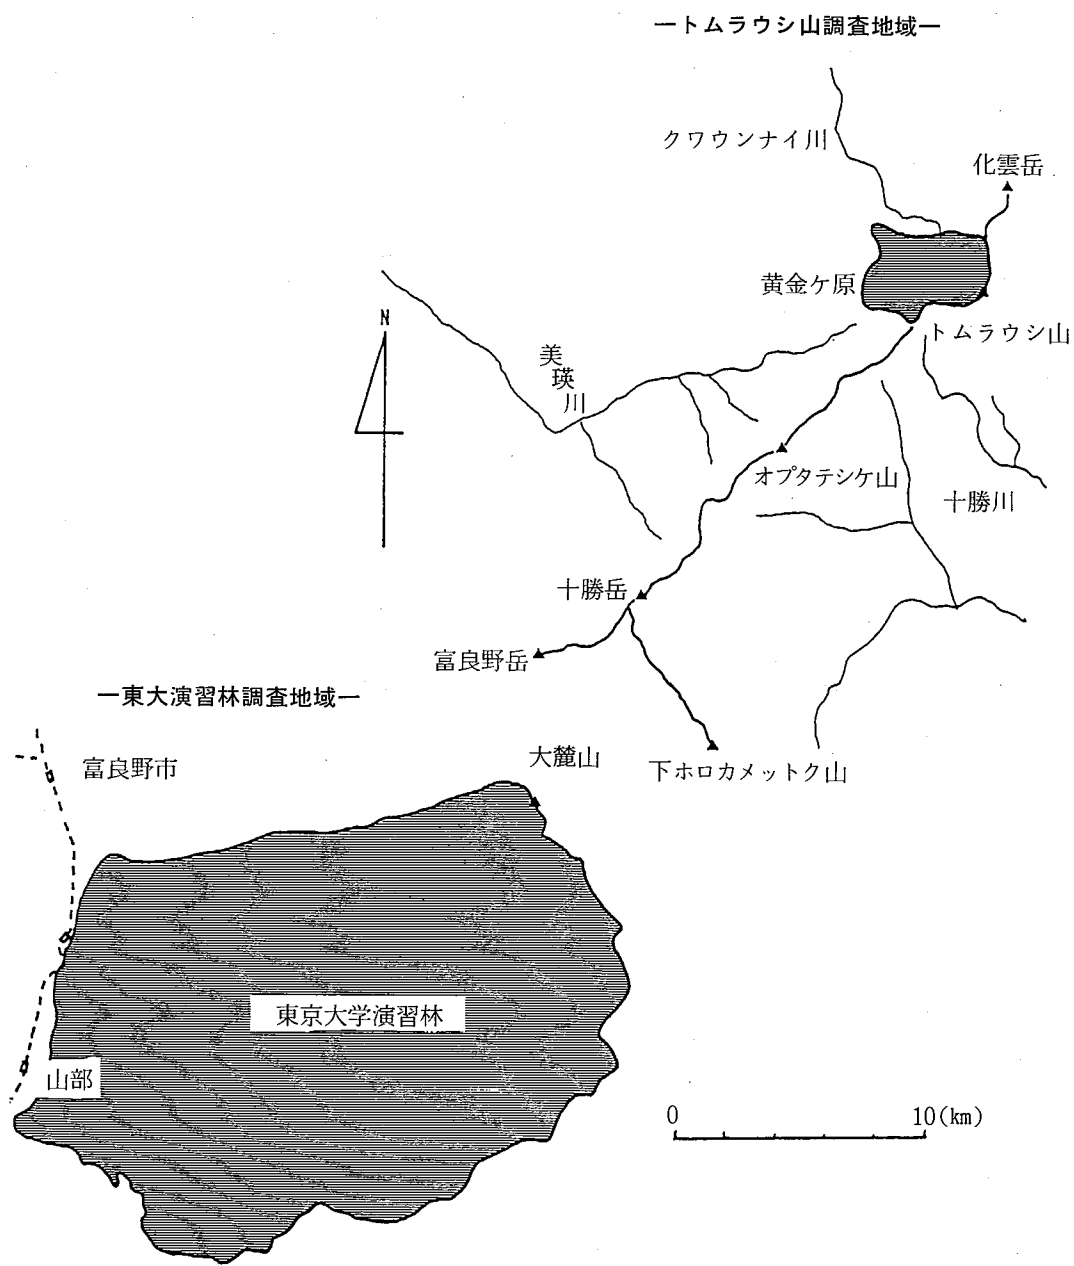 ートムラウシ山調査地域ー
クワウンナイ川
化雲岳
黄金ケ原
トムラウシ山
N
美瑛川
オプタテシケ山
十勝川
十勝岳
富良野岳
ー東大演習林調査地域ー
大麓山
下ホロカメットク山
富良野市
東京大学演習林
山部
0 10(km)